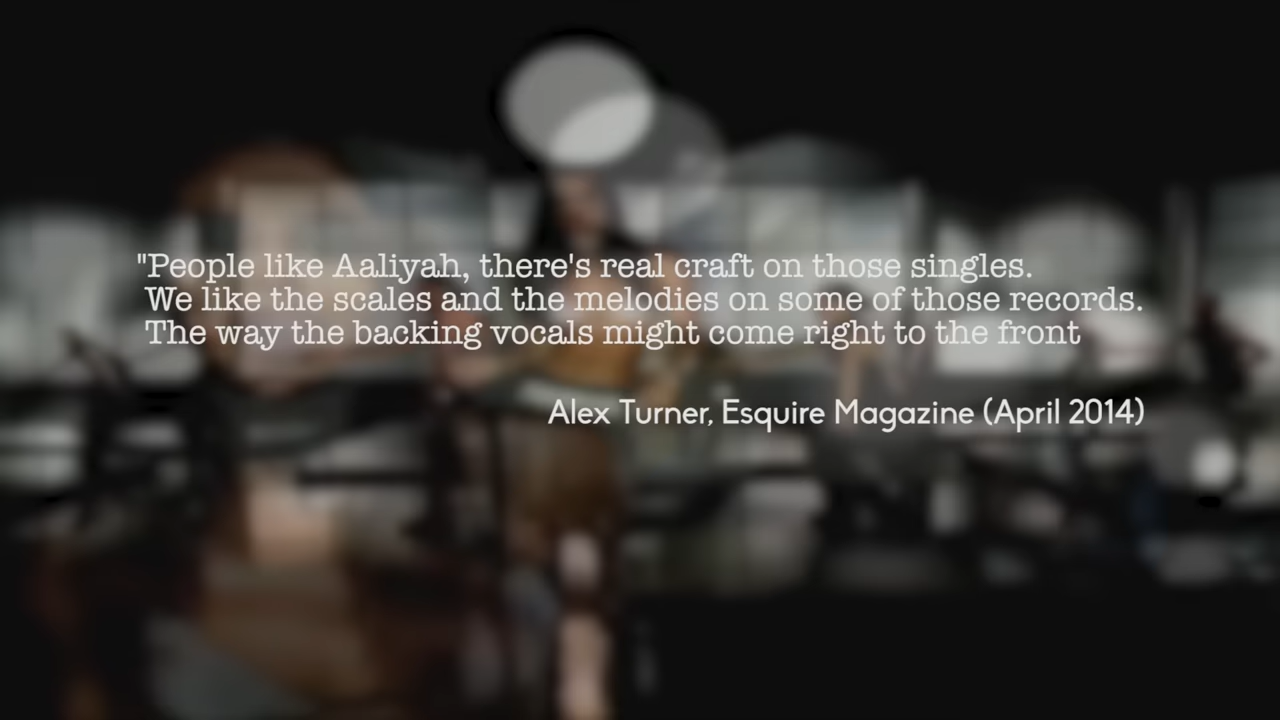 "People like Aaliyah, there's real craft on those singles.
We like the scales and the melodies on some of those records.
The way the backing vocals might come right to the front
Alex Turner, Esquire Magazine (April 2014)